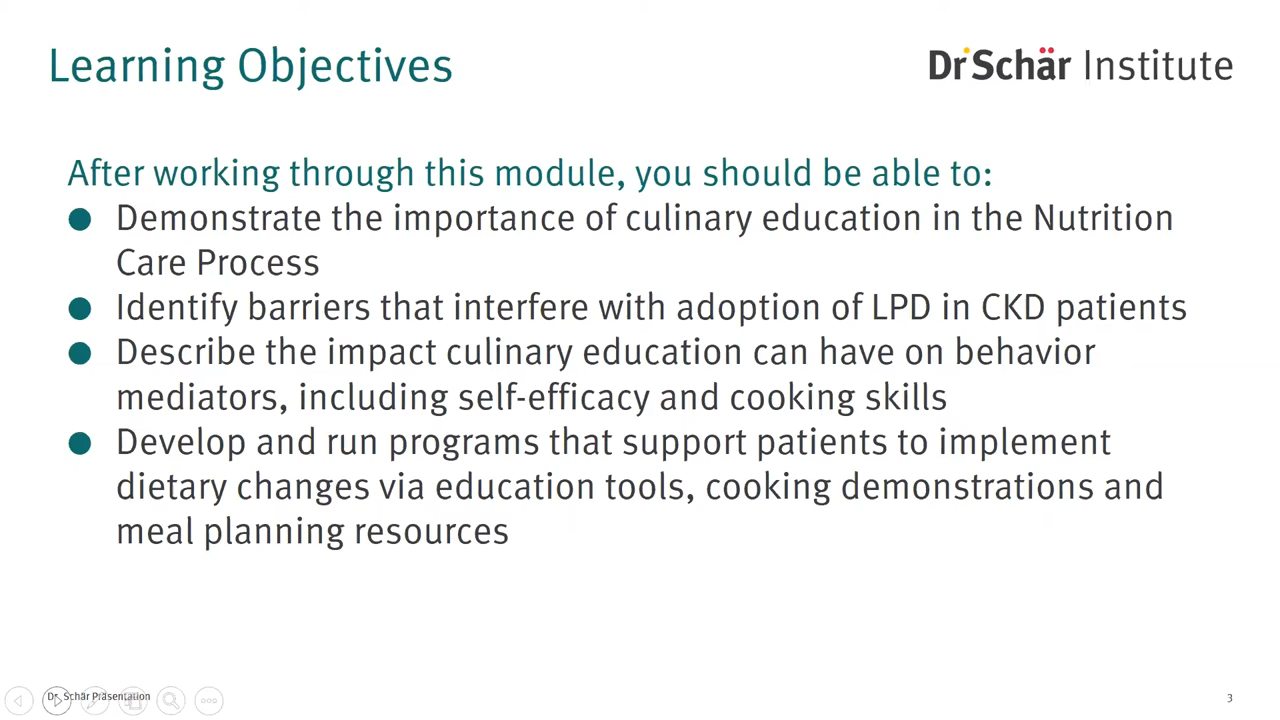 Learning Objectives
DrSchär Institute
After working through this module, you should be able to:
Demonstrate the importance of culinary education in the Nutrition
Care Process
Identify barriers that interfere with adoption of LPD in CKD patients
Describe the impact culinary education can have on behavior
mediators, including self-efficacy and cooking skills
Develop and run programs that support patients to implement
dietary changes via education tools, cooking demonstrations and
meal planning resources
Dr. Schär Präsentation
3